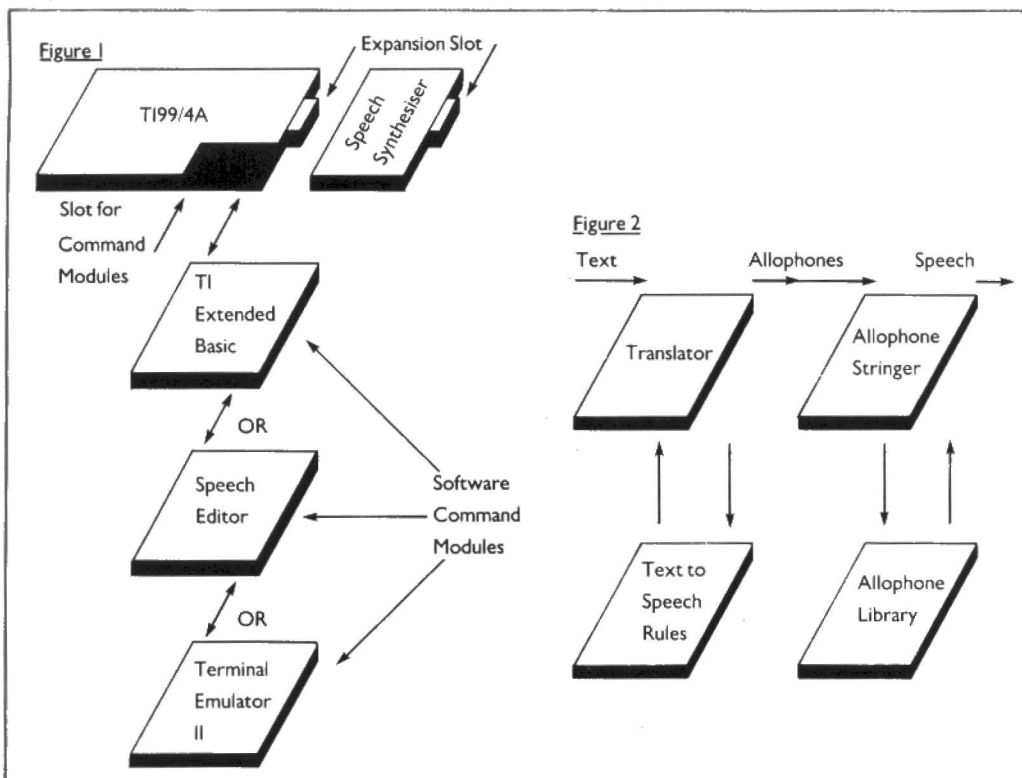 Figure 1
Expansion Slot
TI99/4A
Speech
Synthesiser
Slot for
Command
Modules
TI
Extended
Basic
OR
Speech
Editor
OR
Terminal
Emulator
II
Software
Command
Modules
Figure 2
Text
Allophones
Speech
Translator
Allophone
Stringer
Text to
Speech
Rules
Allophone
Library